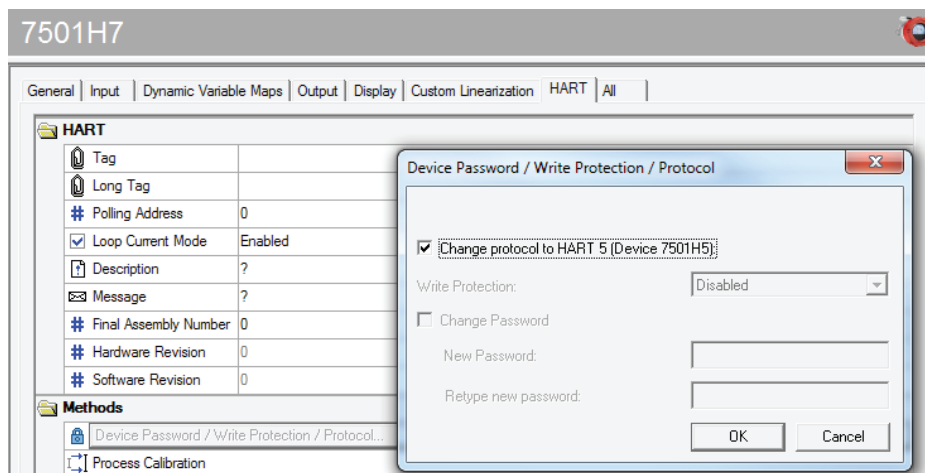 7501H7
General Input Dynamic Variable Maps Output Display Custom Linearization HART All
HART
Tag
Long Tag
Polling Address 0
Loop Current Mode Enabled
Description ?
Message ?
Final Assembly Number 0
Hardware Revision 0
Software Revision 0
Methods
Device Password / Write Protection / Protocol...
Process Calibration
Device Password / Write Protection / Protocol
Change protocol to HART 5 (Device 7501H5);
Write Protection: Disabled
Change Password
New Password:
Retype new password:
OK Cancel